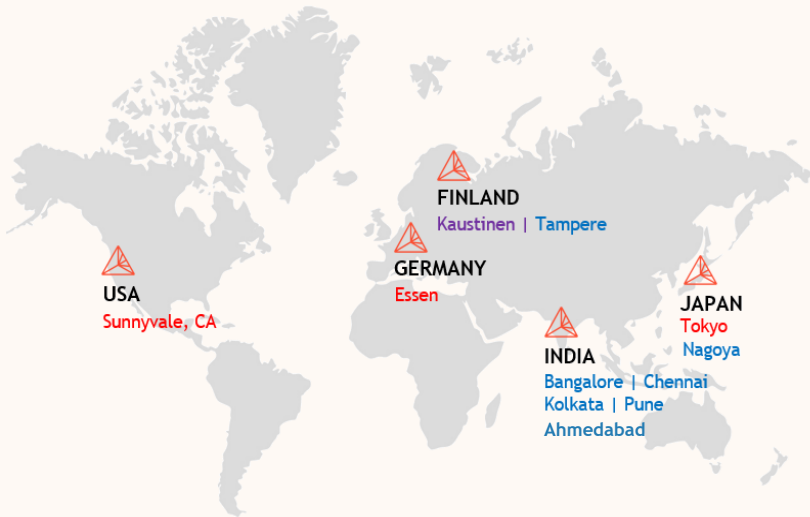 FINLAND
Kaustinen | Tampere
GERMANY
Essen
USA
Sunnyvale, CA
JAPAN
Tokyo
Nagoya
INDIA
Bangalore | Chennai
Kolkata | Pune
Ahmedabad